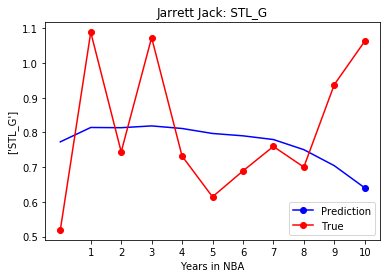 Jarrett Jack: STL_G
['STL_G']
1.1
1.0
0.9
0.8
0.7
0.6
0.5
1 2 3 4 5 6 7 8 9 10
Years in NBA
Prediction
True